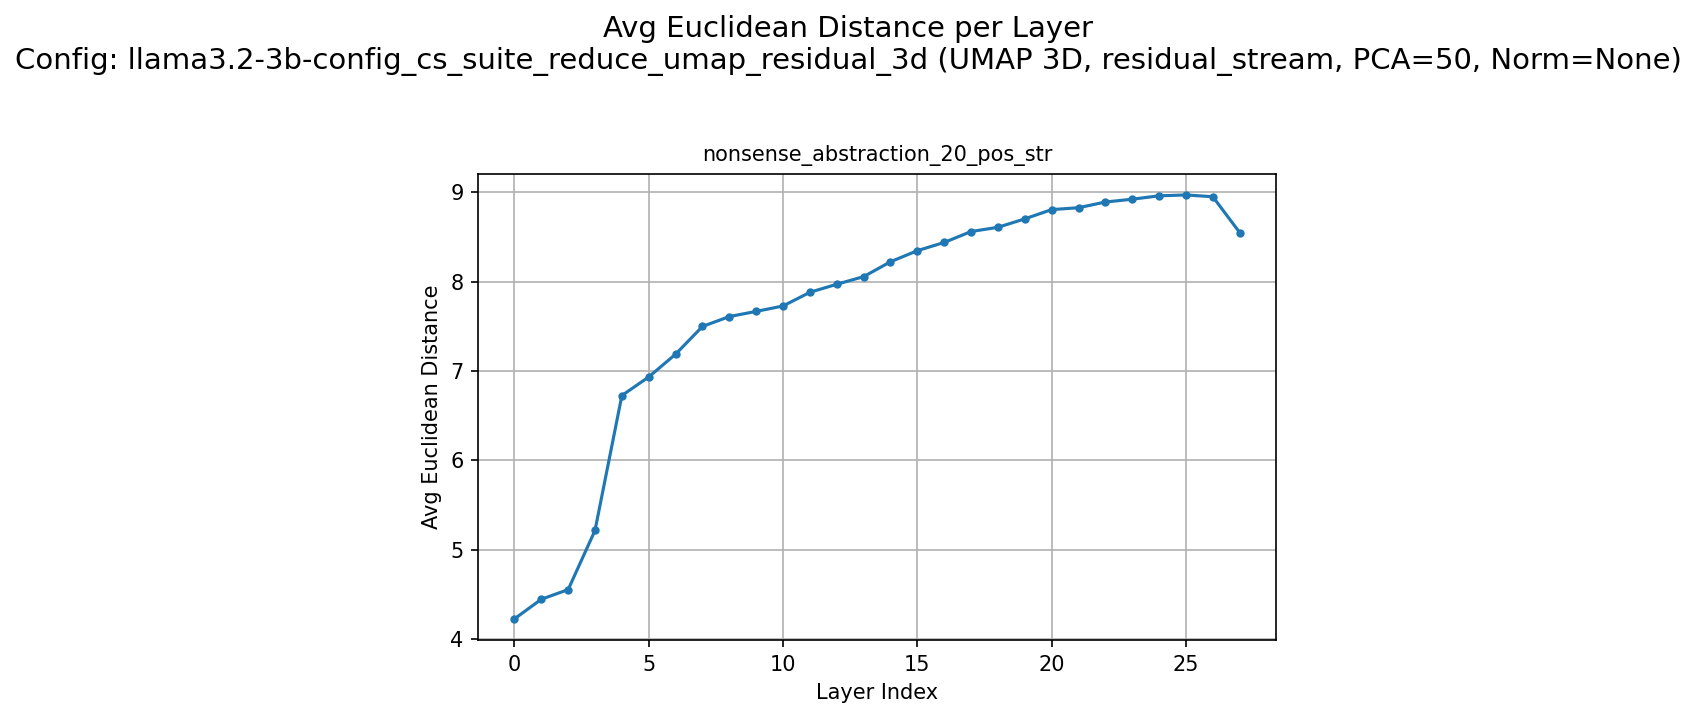 Avg Euclidean Distance per Layer
Config: llama3.2-3b-config_cs_suite_reduce_umap_residual_3d (UMAP 3D, residual_stream, PCA=50, Norm=None)
nonsense_abstraction_20_pos_str
Avg Euclidean Distance
9
8
7
6
5
4
0 5 10 15 20 25
Layer Index